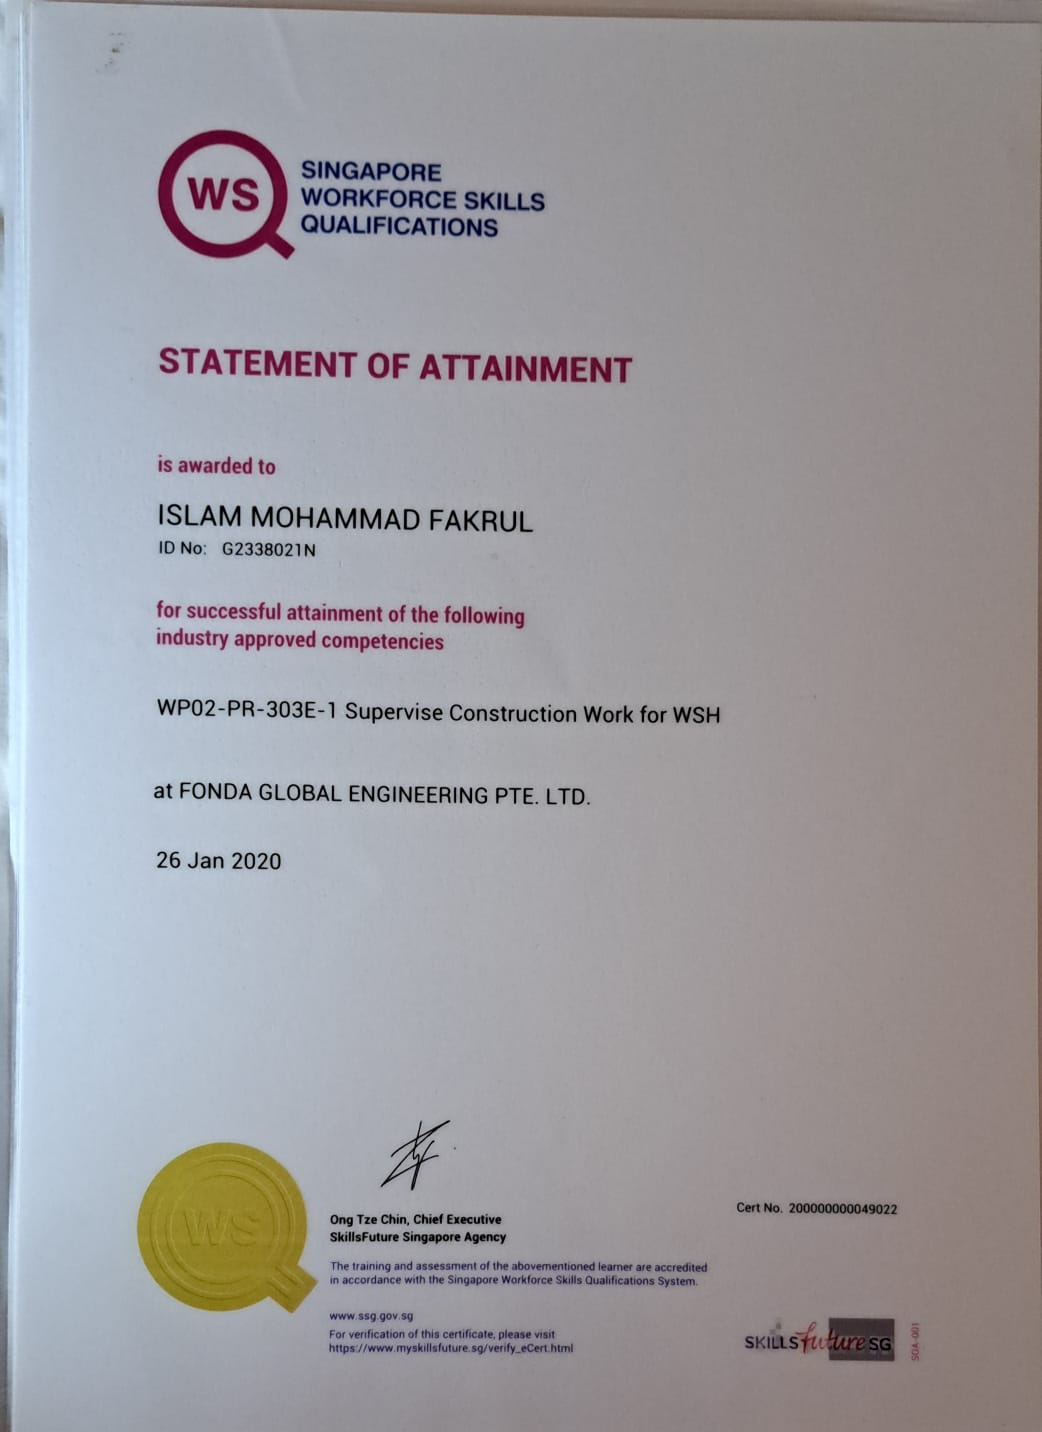 WS
SINGAPORE
WORKFORCE SKILLS
QUALIFICATIONS
STATEMENT OF ATTAINMENT
is awarded to
ISLAM MOHAMMAD FAKRUL
ID No: G2338021N
for successful attainment of the following
industry approved competencies
WP02-PR-303E-1 Supervise Construction Work for WSH
at FONDA GLOBAL ENGINEERING PTE. LTD.
26 Jan 2020
WS
Ong Tze Chin, Chief Executive
SkillsFuture Singapore Agency
Cert No. 200000000049022
The training and assessment of the abovementioned learner are accredited
in accordance with the Singapore Workforce Skills Qualifications System.
www.ssg.gov.sg
For verification of this certificate, please visit
https://www.myskillsfuture.sg/verify_eCert.html
SKILLSfuture SG
SOA-001